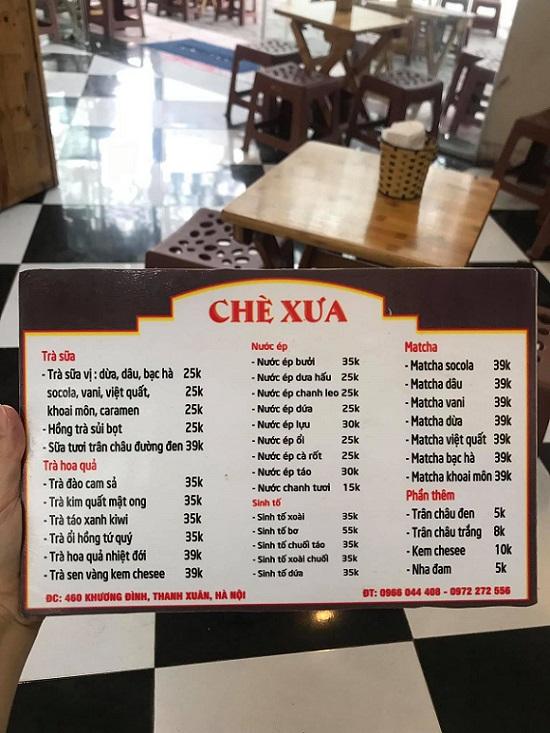 CHÈ XƯA
Trà sữa
- Trà sữa vị : dừa, dâu, bạc hà 25k
socola, vani, việt quất, 25k
khoai môn, caramen 25k
- Hồng trà sủi bọt 25k
- Sữa tươi trân châu đường đen 39k
Trà hoa quả
- Trà đào cam sả 35k
- Trà kim quất mật ong 35k
- Trà táo xanh kiwi 35k
- Trà ổi hồng tứ quý 35k
- Trà hoa quả nhiệt đới 39k
- Trà sen vàng kem chesee 39k
Nước ép
- Nước ép bưởi 35k
- Nước ép dưa hấu 25k
- Nước ép chanh leo 25k
- Nước ép dứa 25k
- Nước ép lựu 30k
- Nước ép ổi 25k
- Nước ép cà rốt 25k
- Nước ép táo 30k
- Nước chanh tươi 15k
Sinh tố
- Sinh tố xoài 35k
- Sinh tố bơ 55k
- Sinh tố chuối táo 35k
- Sinh tố xoài chuối 35k
- Sinh tố dứa 35k
Matcha
- Matcha socola 39k
- Matcha dâu 39k
- Matcha vani 39k
- Matcha dừa 39k
- Matcha việt quất 39k
- Matcha bạc hà 39k
- Matcha khoai môn 39k
Phần thêm
- Trân châu đen 5k
- Trân châu trắng 8k
- Kem chesee 10k
- Nha đam 5k
ĐC: 460 KHƯƠNG ĐÌNH, THANH XUÂN, HÀ NỘI
ĐT: 0966 044 408 - 0972 272 556